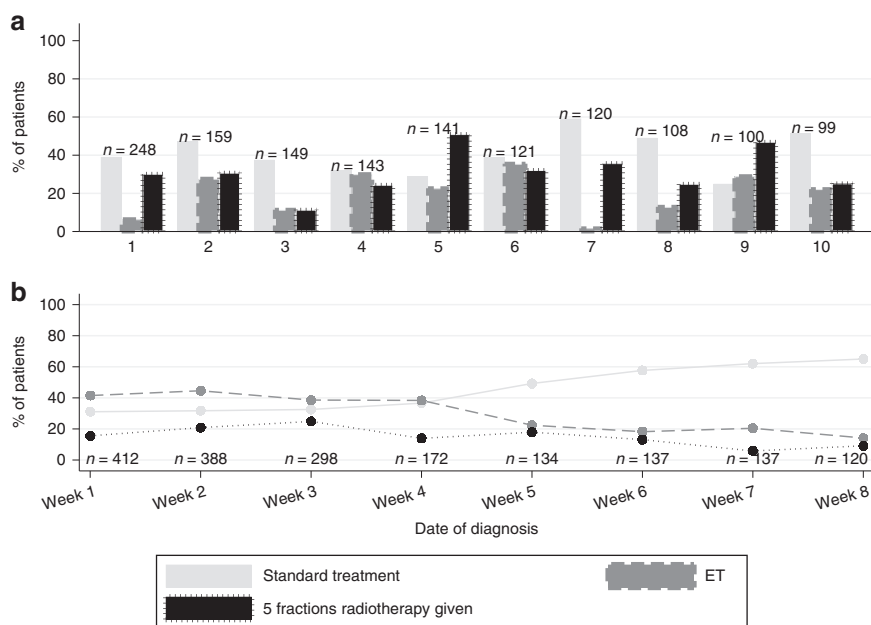 a
100
80
60
40
20
0
% of patients
n = 248
n = 159
n = 149
n = 143
n = 141
n = 121
n = 120
n = 108
n = 100
n = 99
1 2 3 4 5 6 7 8 9 10
b
100
80
60
40
20
0
% of patients
n = 412 n = 388 n = 298 n = 172 n = 134 n = 137 n = 137 n = 120
Week 1 Week 2 Week 3 Week 4 Week 5 Week 6 Week 7 Week 8
Date of diagnosis
Standard treatment ET
5 fractions radiotherapy given